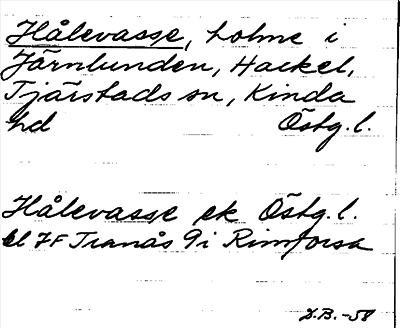 Hålevasse, holme i
Järnlunden, Hackel,
Tjärstads sn, Kinda
hd Östg. l.
Hålevasse ek Östg. l.
bl 7F Tranås 9i Rimforsa
D.B. -58